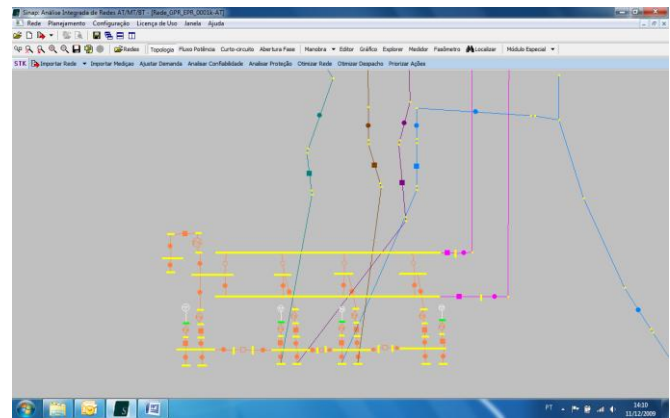 Sinap: Análise Integrada de Redes AT/MT/BT - [Rede_GPR_EPR_0001k-AT]
Rede Planejamento Configuração Licença de Uso Janela Ajuda
Redes Topologia Fluxo Potência Curto-circuito Abertura Fase Manobra Editor Gráfico Explorer Medidor Fasímetro Localizar Módulo Especial
STK Importar Rede Importar Medições Ajustar Demanda Analisar Confiabilidade Analisar Proteção Otimizar Rede Otimizar Despacho Priorizar Ações
PT
14:10
11/12/2009